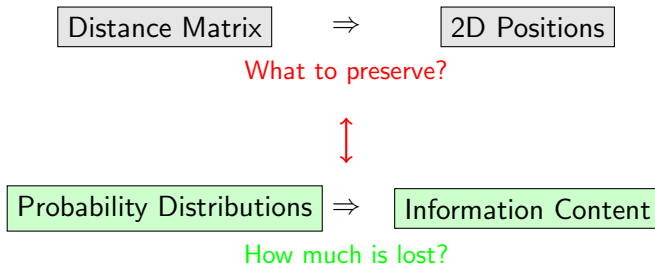 Distance Matrix ⇒ 2D Positions
What to preserve?
Probability Distributions ⇒ Information Content
How much is lost?